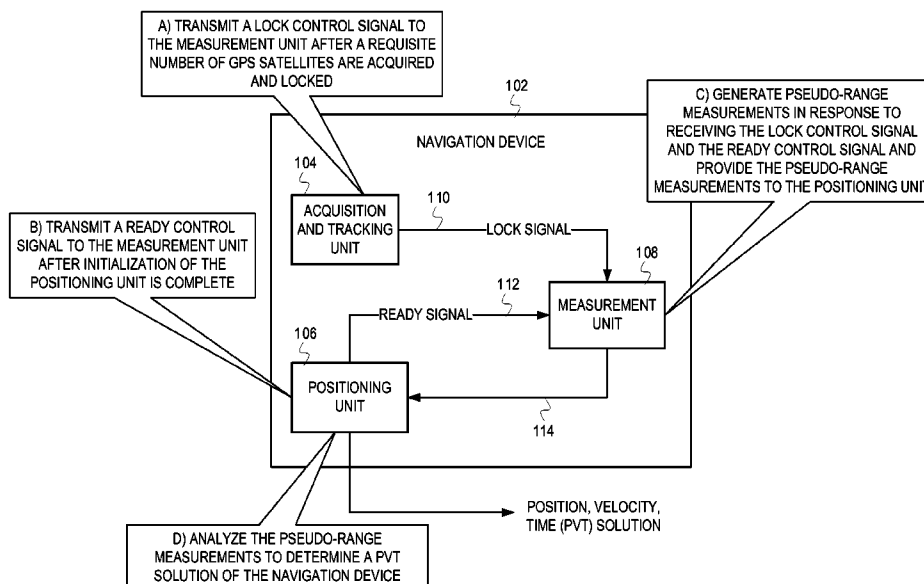 A) TRANSMIT A LOCK CONTROL SIGNAL TO
THE MEASUREMENT UNIT AFTER A REQUISITE
NUMBER OF GPS SATELLITES ARE ACQUIRED
AND LOCKED
102
NAVIGATION DEVICE
C) GENERATE PSEUDO-RANGE
MEASUREMENTS IN RESPONSE TO
RECEIVING THE LOCK CONTROL SIGNAL
AND THE READY CONTROL SIGNAL AND
PROVIDE THE PSEUDO-RANGE
MEASUREMENTS TO THE POSITIONING UNIT
104
ACQUISITION
AND TRACKING
UNIT
110
LOCK SIGNAL
B) TRANSMIT A READY CONTROL
SIGNAL TO THE MEASUREMENT UNIT
AFTER INITIALIZATION OF THE
POSITIONING UNIT IS COMPLETE
108
MEASUREMENT
UNIT
112
READY SIGNAL
106
POSITIONING
UNIT
114
POSITION, VELOCITY,
TIME (PVT) SOLUTION
D) ANALYZE THE PSEUDO-RANGE
MEASUREMENTS TO DETERMINE A PVT
SOLUTION OF THE NAVIGATION DEVICE